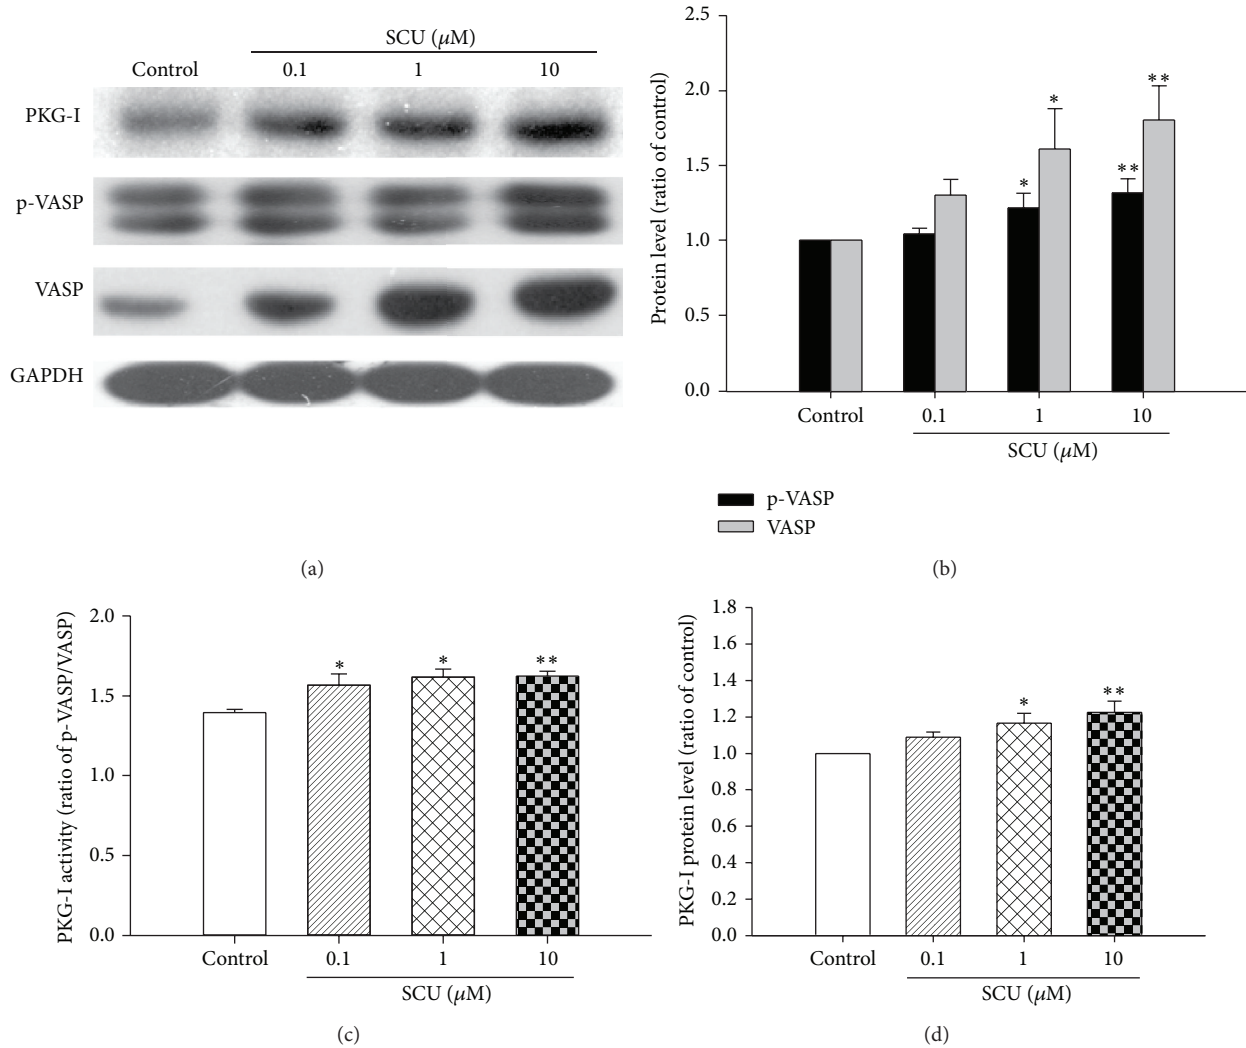 SCU (μM)
Control 0.1 1 10
PKG-I
p-VASP
VASP
GAPDH
(a)
Protein level (ratio of control)
2.5
2.0
1.5
1.0
0.5
0.0
* **
* **
Control 0.1 1 10
SCU (μM)
p-VASP
VASP
(b)
PKG-I activity (ratio of p-VASP/VASP)
2.0
1.5
1.0
0.5
0.0
* * **
Control 0.1 1 10
SCU (μM)
(c)
PKG-I protein level (ratio of control)
1.8
1.6
1.4
1.2
1.0
0.8
0.6
0.4
0.2
0.0
* **
Control 0.1 1 10
SCU (μM)
(d)